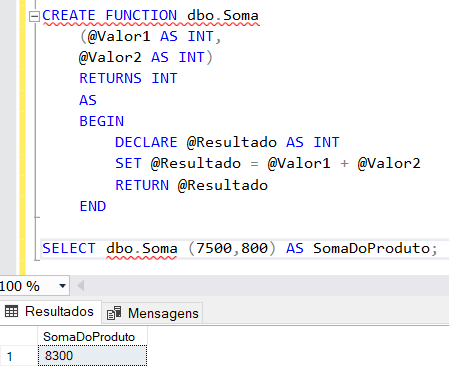 CREATE FUNCTION dbo.Soma
(@Valor1 AS INT,
@Valor2 AS INT)
RETURNS INT
AS
BEGIN
DECLARE @Resultado AS INT
SET @Resultado = @Valor1 + @Valor2
RETURN @Resultado
END
SELECT dbo.Soma (7500,800) AS SomaDoProduto;
100 %
Resultados Mensagens
SomaDoProduto
1 8300